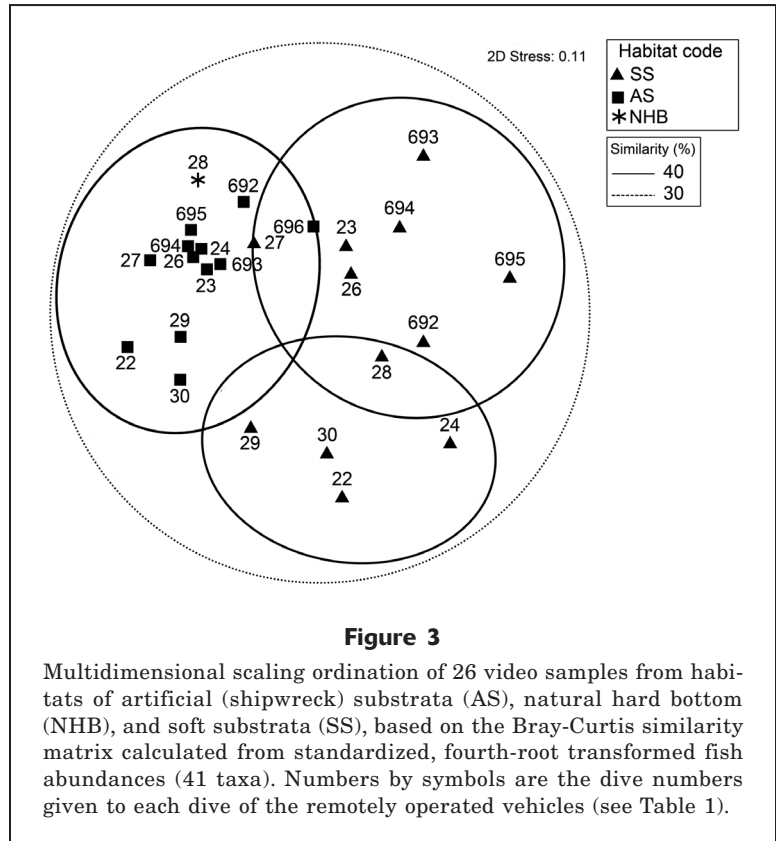 2D Stress: 0.11
Habitat code
▲ SS
■ AS
* NHB
Similarity (%)
40
30
693
28
692
695
696
694
23
694
24
27
27
26
693
23
26
695
29
692
22
28
30
29
30
24
22
Figure 3
Multidimensional scaling ordination of 26 video samples from habi-
tats of artificial (shipwreck) substrata (AS), natural hard bottom
(NHB), and soft substrata (SS), based on the Bray-Curtis similarity
matrix calculated from standardized, fourth-root transformed fish
abundances (41 taxa). Numbers by symbols are the dive numbers
given to each dive of the remotely operated vehicles (see Table 1).